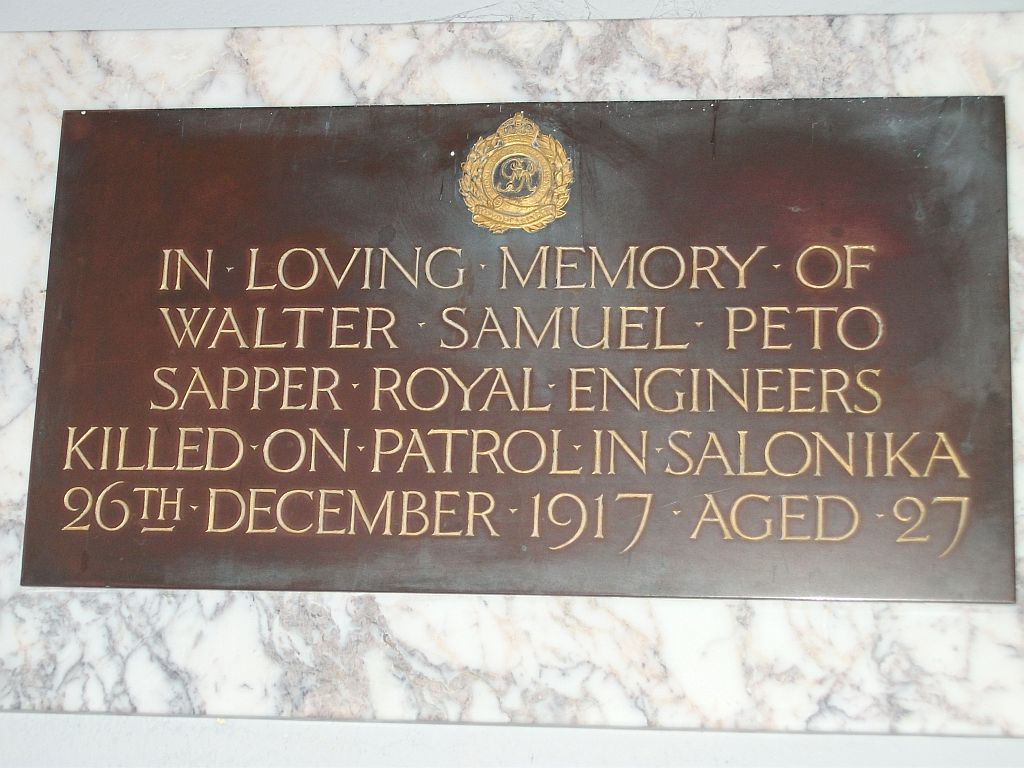 IN · LOVING · MEMORY · OF
WALTER · SAMUEL · PETO
SAPPER · ROYAL · ENGINEERS
KILLED · ON · PATROL · IN · SALONIKA
26TH · DECEMBER · 1917 · AGED · 27